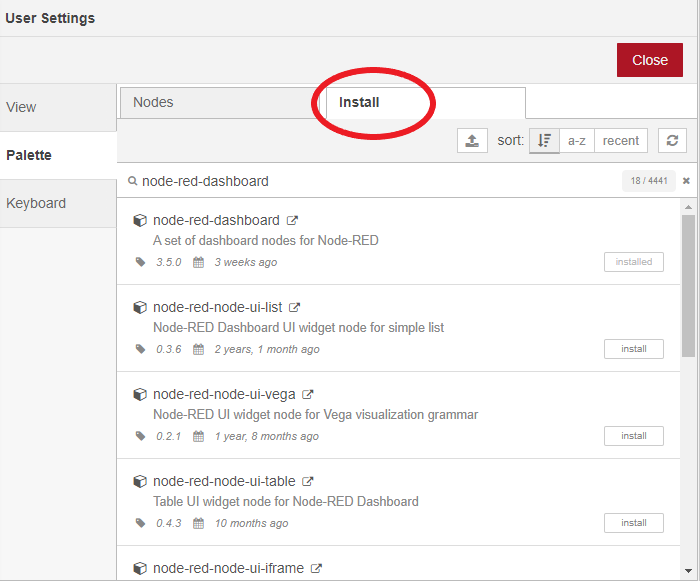 User Settings
Close
View
Palette
Keyboard
Nodes
Install
sort: a-z recent
node-red-dashboard
18 / 4441
node-red-dashboard
A set of dashboard nodes for Node-RED
3.5.0 3 weeks ago
installed
node-red-node-ui-list
Node-RED Dashboard UI widget node for simple list
0.3.6 2 years, 1 month ago
install
node-red-node-ui-vega
Node-RED UI widget node for Vega visualization grammar
0.2.1 1 year, 8 months ago
install
node-red-node-ui-table
Table UI widget node for Node-RED Dashboard
0.4.3 10 months ago
install
node-red-node-ui-iframe